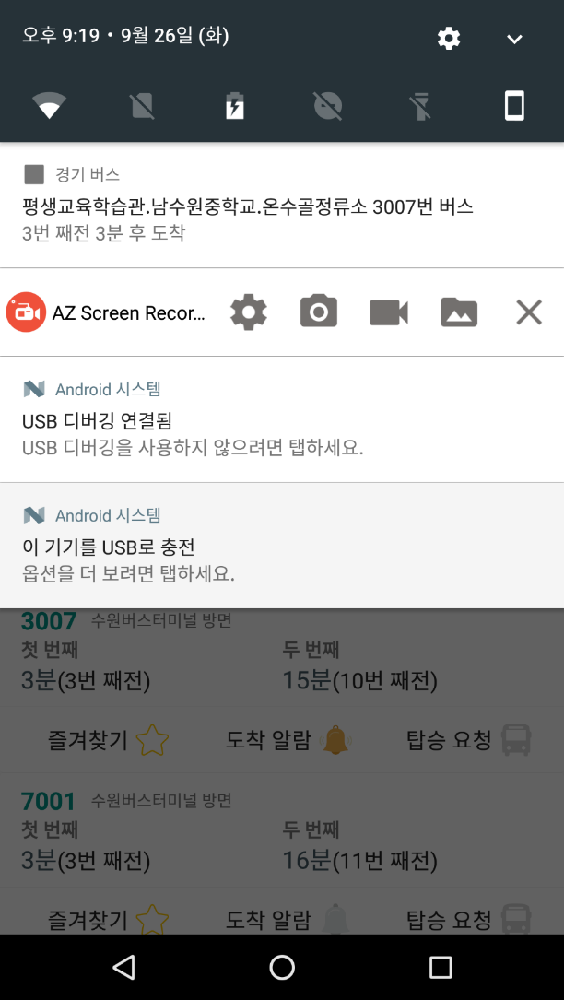 오후 9:19 • 9월 26일 (화)
경기 버스
평생교육학습관.남수원중학교.온수골정류소 3007번 버스
3번 째전 3분 후 도착
AZ Screen Recor...
Android 시스템
USB 디버깅 연결됨
USB 디버깅을 사용하지 않으려면 탭하세요.
Android 시스템
이 기기를 USB로 충전
옵션을 더 보려면 탭하세요.
3007 수원버스터미널 방면
첫 번째 두 번째
3분(3번 째전) 15분(10번 째전)
즐겨찾기 도착 알람 탑승 요청
7001 수원버스터미널 방면
첫 번째 두 번째
3분(3번 째전) 16분(11번 째전)
즐겨찾기 도착 알람 탑승 요청